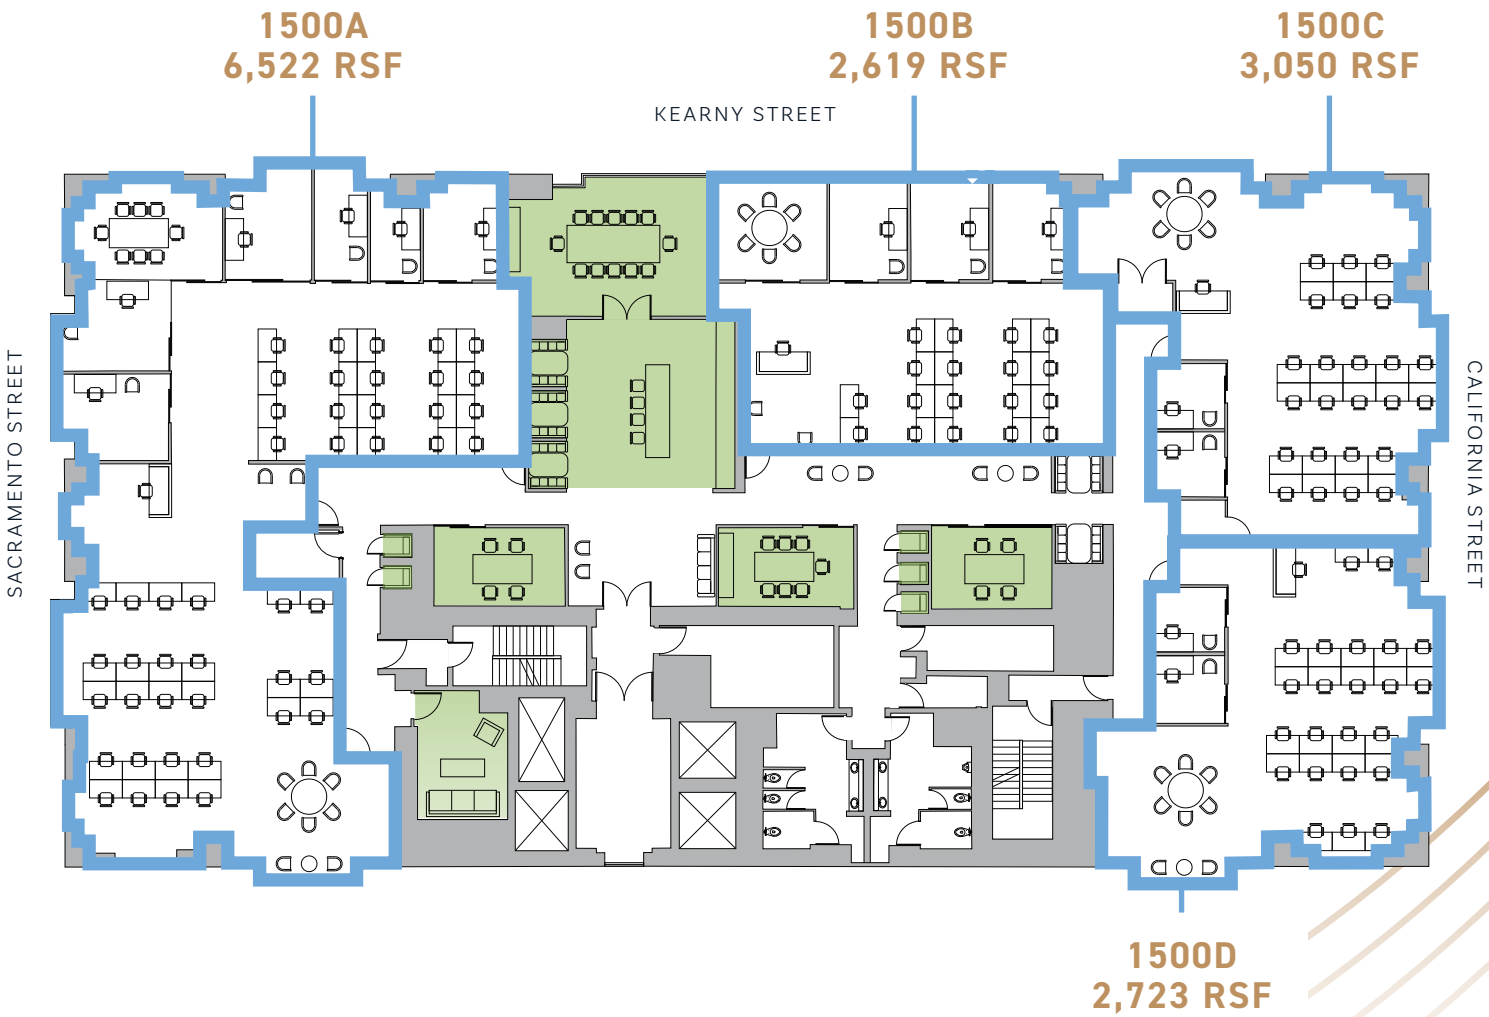 1500A
6,522 RSF
1500B
2,619 RSF
1500C
3,050 RSF
KEARNY STREET
SACRAMENTO STREET
CALIFORNIA STREET
1500D
2,723 RSF